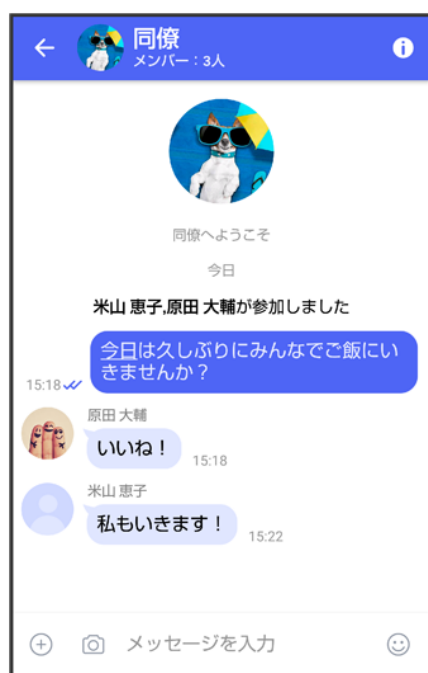 同僚
メンバー：3人
同僚へようこそ
今日
米山 恵子,原田 大輔が参加しました
今日は久しぶりにみんなでご飯にい
きませんか？
15:18
原田 大輔
いいね！
15:18
米山 恵子
私もいきます！
15:22
メッセージを入力